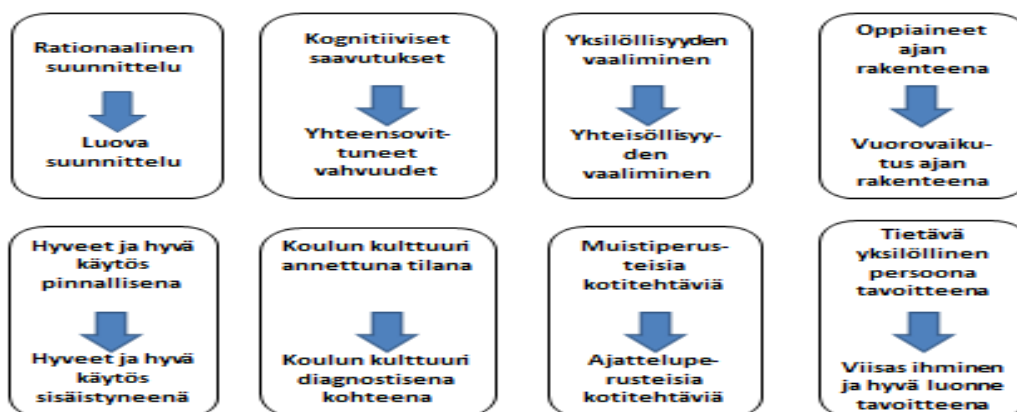 Rationaalinen
suunnittelu
Luova
suunnittelu
Kognitiiviset
saavutukset
Yhteensovit-
tuneet
vahvuudet
Yksilöllisyyden
vaaliminen
Yhteisöllisyy-
den
vaaliminen
Oppiaineet
ajan
rakenteena
Vuorovaiku-
tus ajan
rakenteena
Hyveet ja hyvä
käytös
pinnallisena
Hyveet ja hyvä
käytös
sisäistyneenä
Koulun kulttuuri
annettuna tilana
Koulun kulttuuri
diagnostisena
kohteena
Muistiperus-
teisia
kotitehtäviä
Ajattelupe-
rusteisia
kotitehtäviä
Tietävä
yksilöllinen
persoona
tavoitteena
Viisas ihminen
ja hyvä luonne
tavoitteena